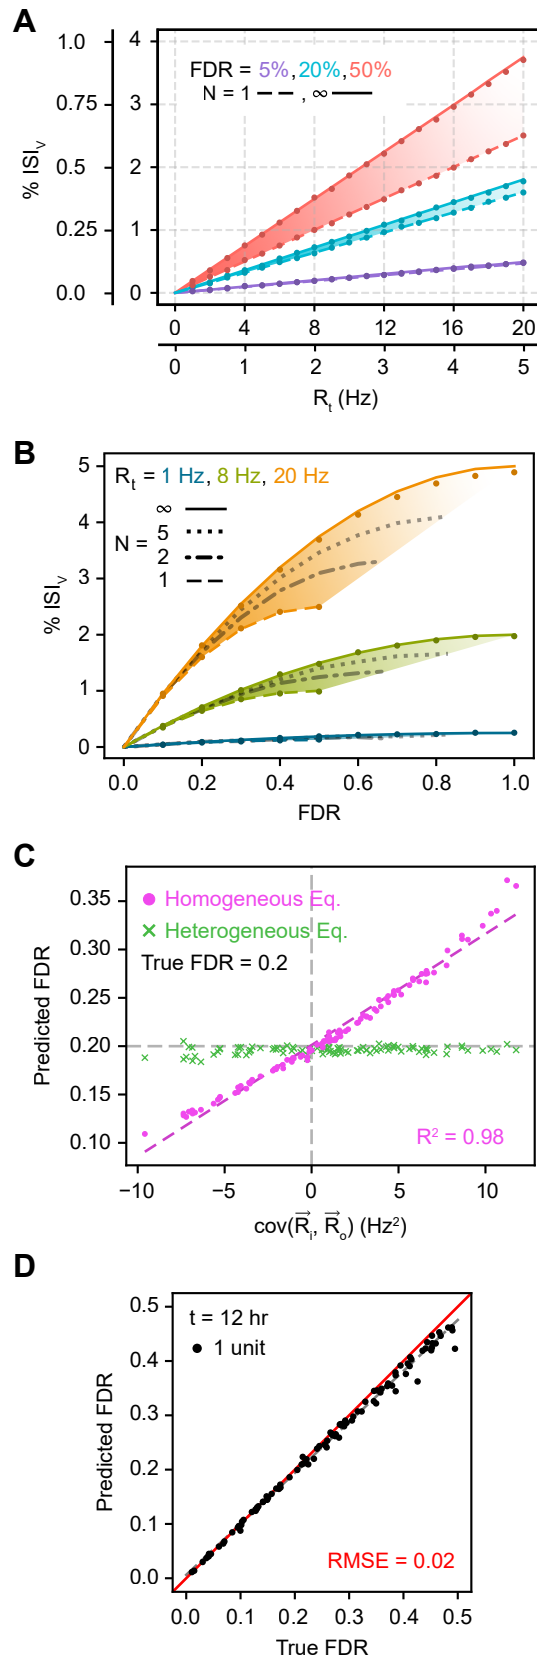 A
1.0
0.75
0.5
0.25
0.0
4
3
2
1
0
% ISIᵥ
FDR = 5%, 20%, 50%
N = 1 , ∞
0 4 8 12 16 20
0 1 2 3 4 5
Rₜ (Hz)
B
5
4
3
2
1
0
% ISIᵥ
Rₜ = 1 Hz, 8 Hz, 20 Hz
N =
∞
5
2
1
0.0 0.2 0.4 0.6 0.8 1.0
FDR
C
0.35
0.30
0.25
0.20
0.15
0.10
Predicted FDR
Homogeneous Eq.
Heterogeneous Eq.
True FDR = 0.2
R² = 0.98
−10 −5 0 5 10
cov(R⃗ᵢ, R⃗ₒ) (Hz²)
D
0.5
0.4
0.3
0.2
0.1
0.0
Predicted FDR
t = 12 hr
1 unit
RMSE = 0.02
0.0 0.1 0.2 0.3 0.4 0.5
True FDR